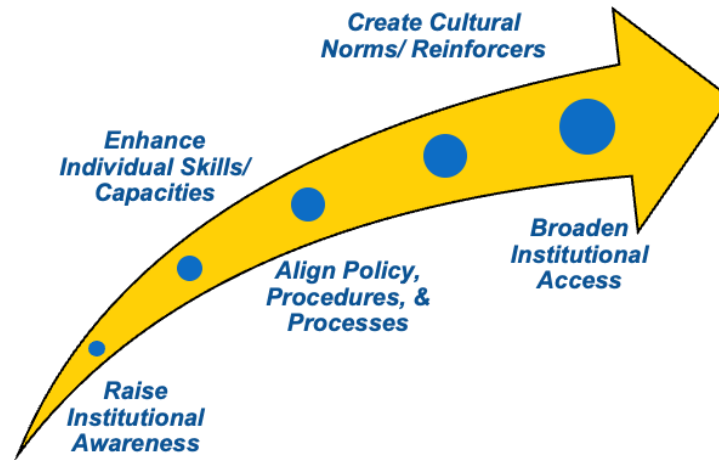 Create Cultural
Norms/ Reinforcers
Enhance
Individual Skills/
Capacities
Broaden
Institutional
Access
Align Policy,
Procedures, &
Processes
Raise
Institutional
Awareness